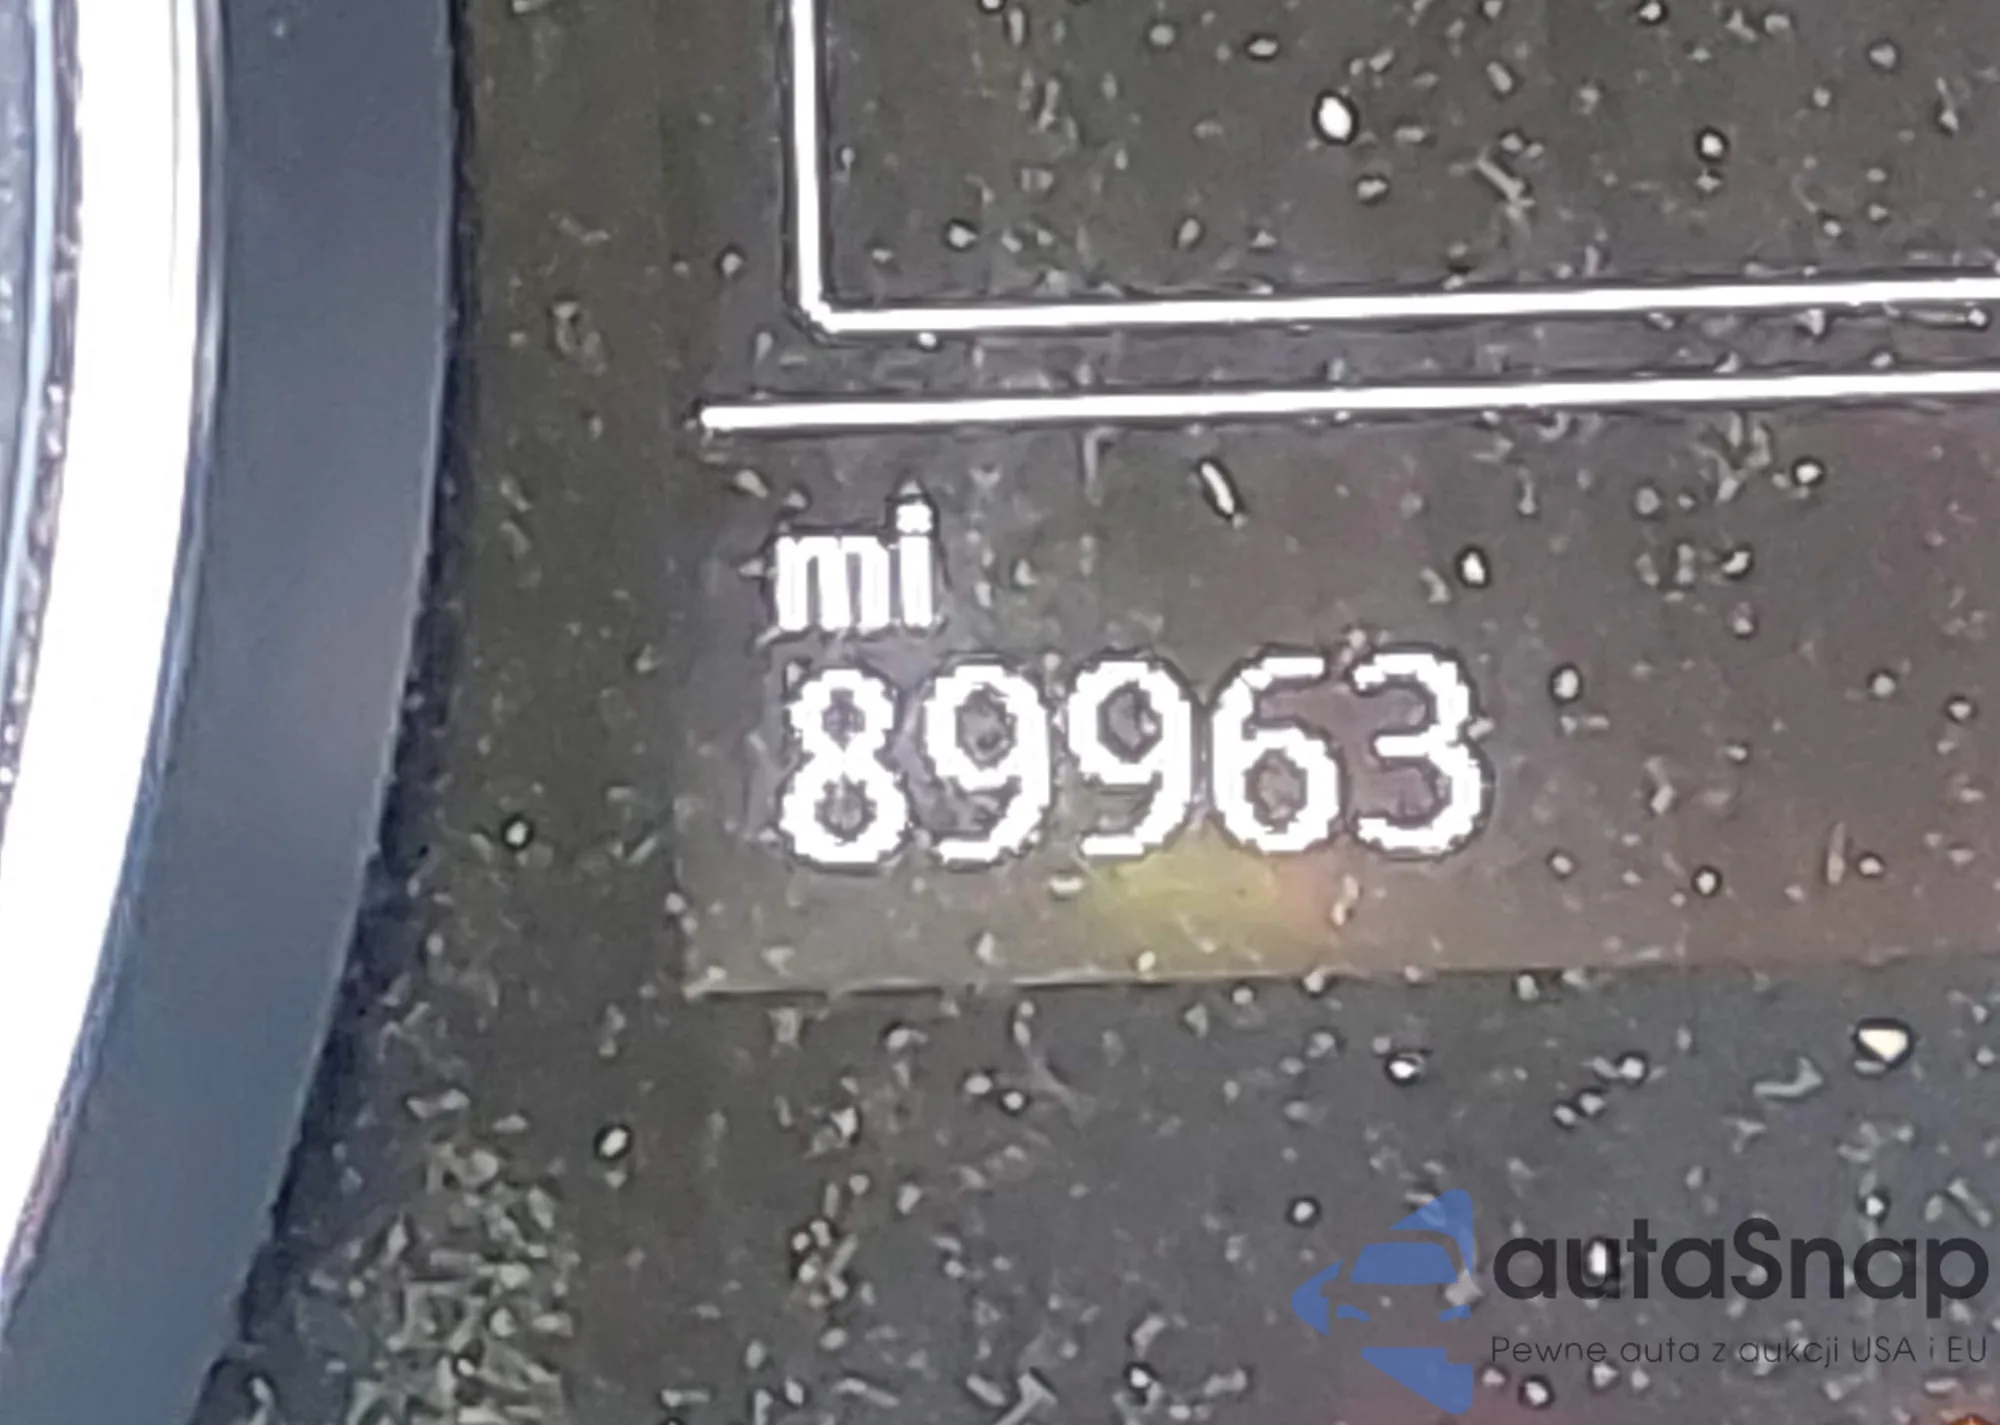 mi
89963
autaSnap
Pewne auta z aukcji USA i EU